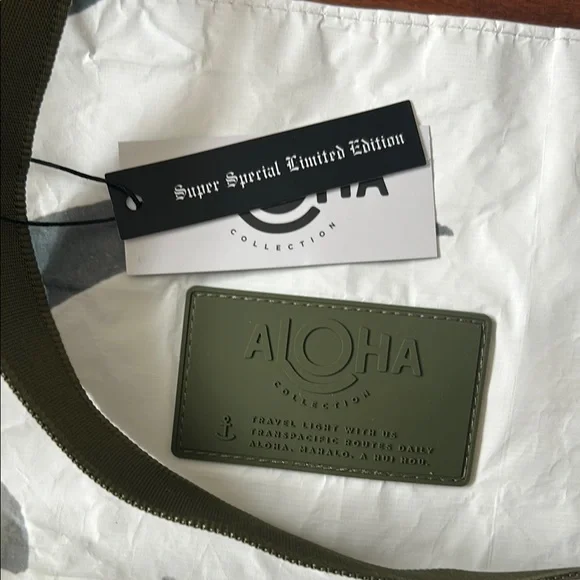 Super Special Limited Edition
HA
COLLECTION
ALOHA
COLLECTION
TRAVEL LIGHT WITH US
TRANSPACIFIC ROUTES DAILY
ALOHA, MAHALO, A HUI HOU.